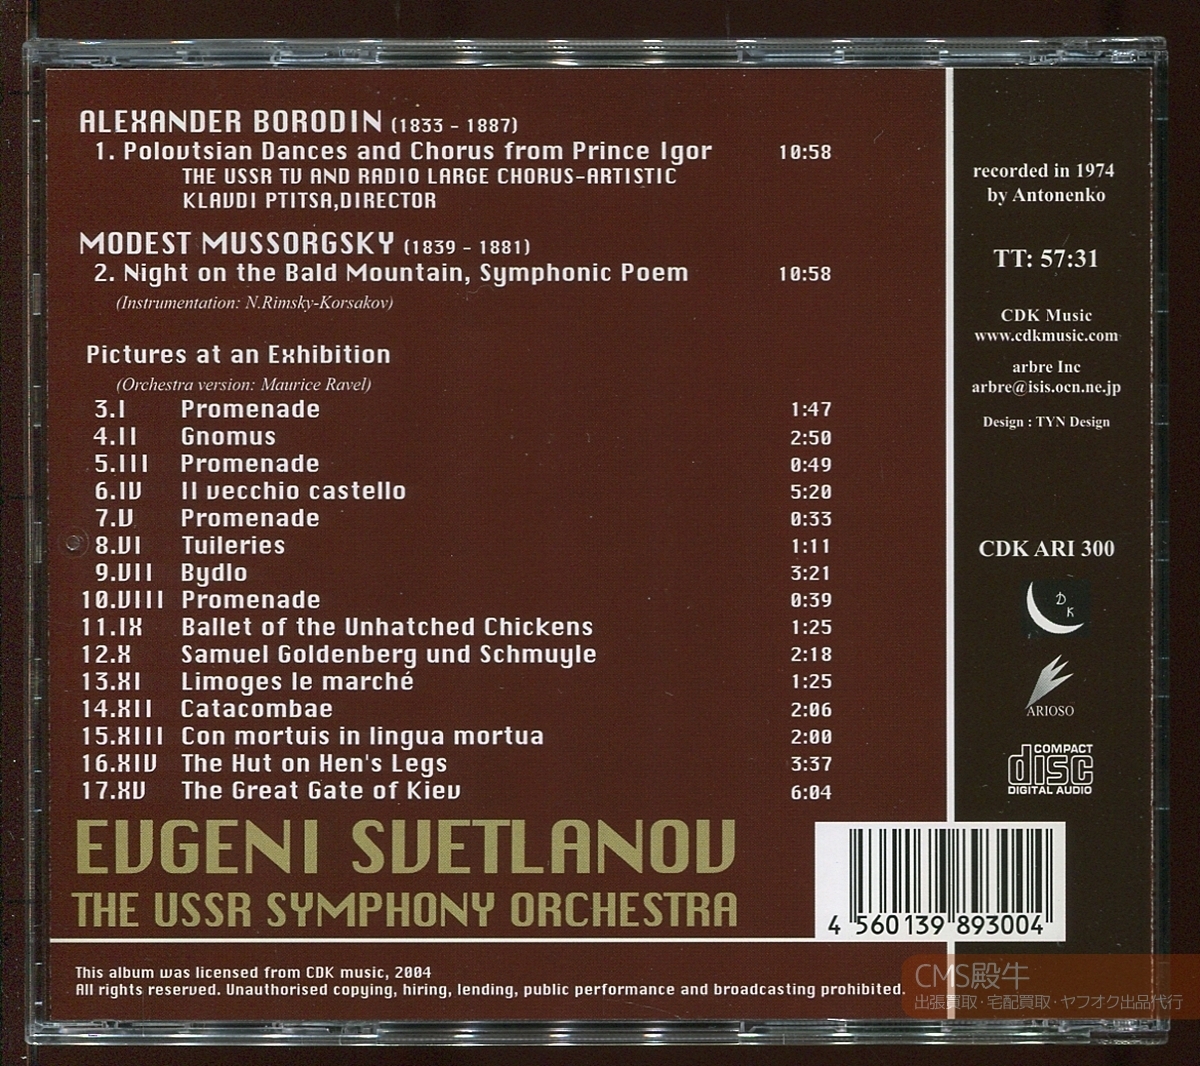 ALEXANDER BORODIN (1833 - 1887)
1. Polovtsian Dances and Chorus from Prince Igor 10:58
THE USSR TV AND RADIO LARGE CHORUS-ARTISTIC
KLAVDI PTITSA,DIRECTOR
MODEST MUSSORGSKY (1839 - 1881)
2. Night on the Bald Mountain, Symphonic Poem 10:58
(Instrumentation: N.Rimsky-Korsakov)
Pictures at an Exhibition
(Orchestra version: Maurice Ravel)
3.I Promenade 1:47
4.II Gnomus 2:50
5.III Promenade 0:49
6.IV Il vecchio castello 5:20
7.V Promenade 0:33
8.VI Tuileries 1:11
9.VII Bydlo 3:21
10.VIII Promenade 0:39
11.IX Ballet of the Unhatched Chickens 1:25
12.X Samuel Goldenberg und Schmuyle 2:18
13.XI Limoges le marché 1:25
14.XII Catacombae 2:06
15.XIII Con mortuis in lingua mortua 2:00
16.XIV The Hut on Hen's Legs 3:37
17.XV The Great Gate of Kiev 6:04
EVGENI SVETLANOV
THE USSR SYMPHONY ORCHESTRA
This album was licensed from CDK music, 2004
All rights reserved. Unauthorised copying, hiring, lending, public performance and broadcasting prohibited.
recorded in 1974
by Antonenko
TT: 57:31
CDK Music
www.cdkmusic.com
arbre Inc
arbre@isis.ocn.ne.jp
Design : TYN Design
CDK ARI 300
D
K
ARIOSO
COMPACT
disc
DIGITAL AUDIO
4 560139 893004
CMS殿牛
出張買取・宅配買取・ヤフオク出品代行